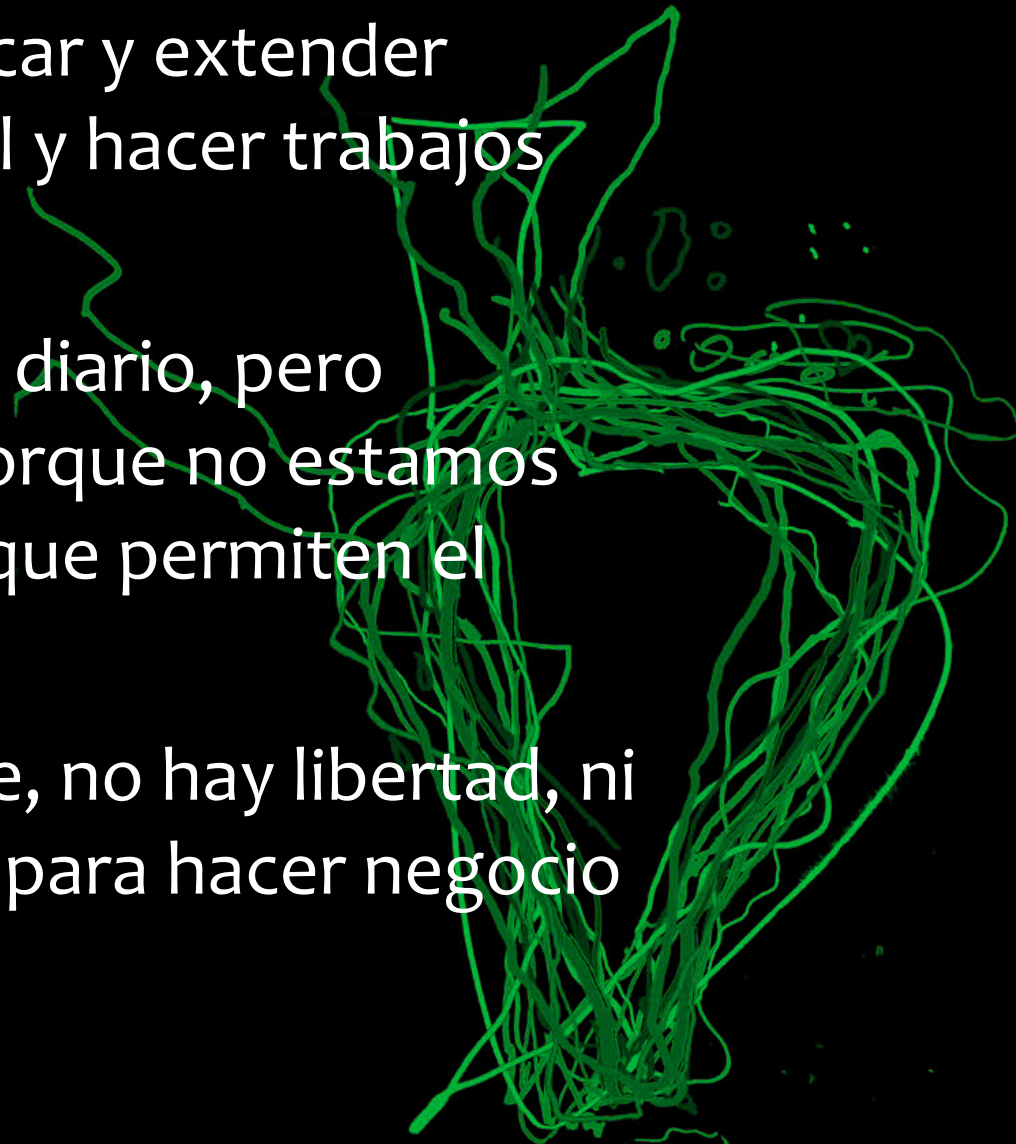 car y extender
l y hacer trabajos
diario, pero
orque no estamos
que permiten el
e, no hay libertad, ni
para hacer negocio